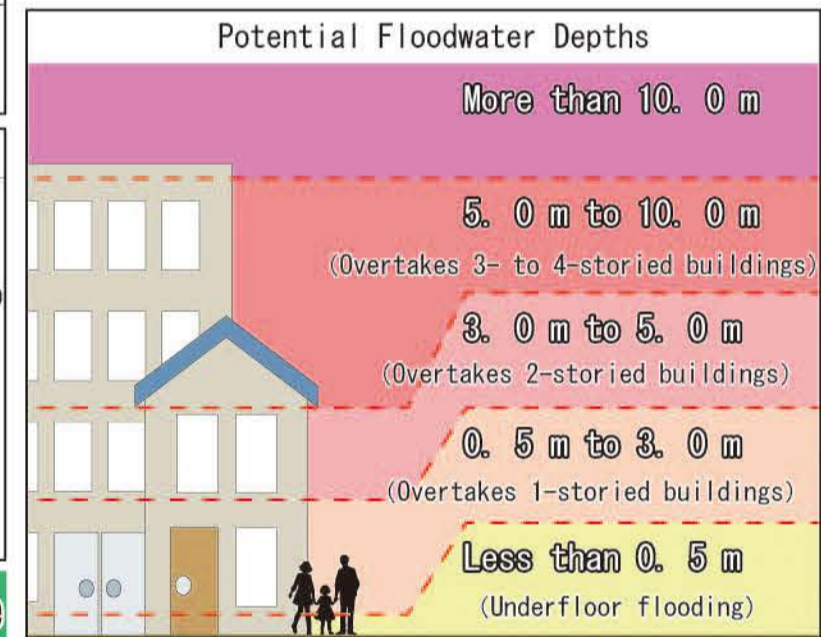 Potential Floodwater Depths
More than 10. 0 m
5. 0 m to 10. 0 m
(Overtakes 3- to 4-storied buildings)
3. 0 m to 5. 0 m
(Overtakes 2-storied buildings)
0. 5 m to 3. 0 m
(Overtakes 1-storied buildings)
Less than 0. 5 m
(Underfloor flooding)